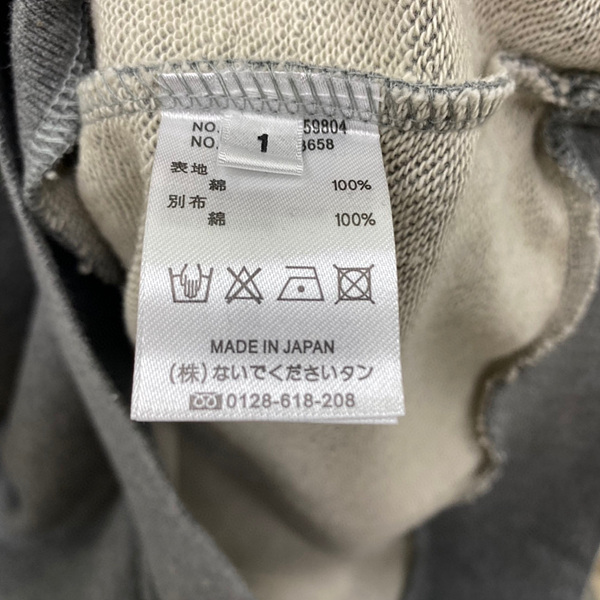 NO. 59804
NO. 8658
1
表地
綿 100%
別布
綿 100%
MADE IN JAPAN
(株)ないでくださいタン
0128-618-208